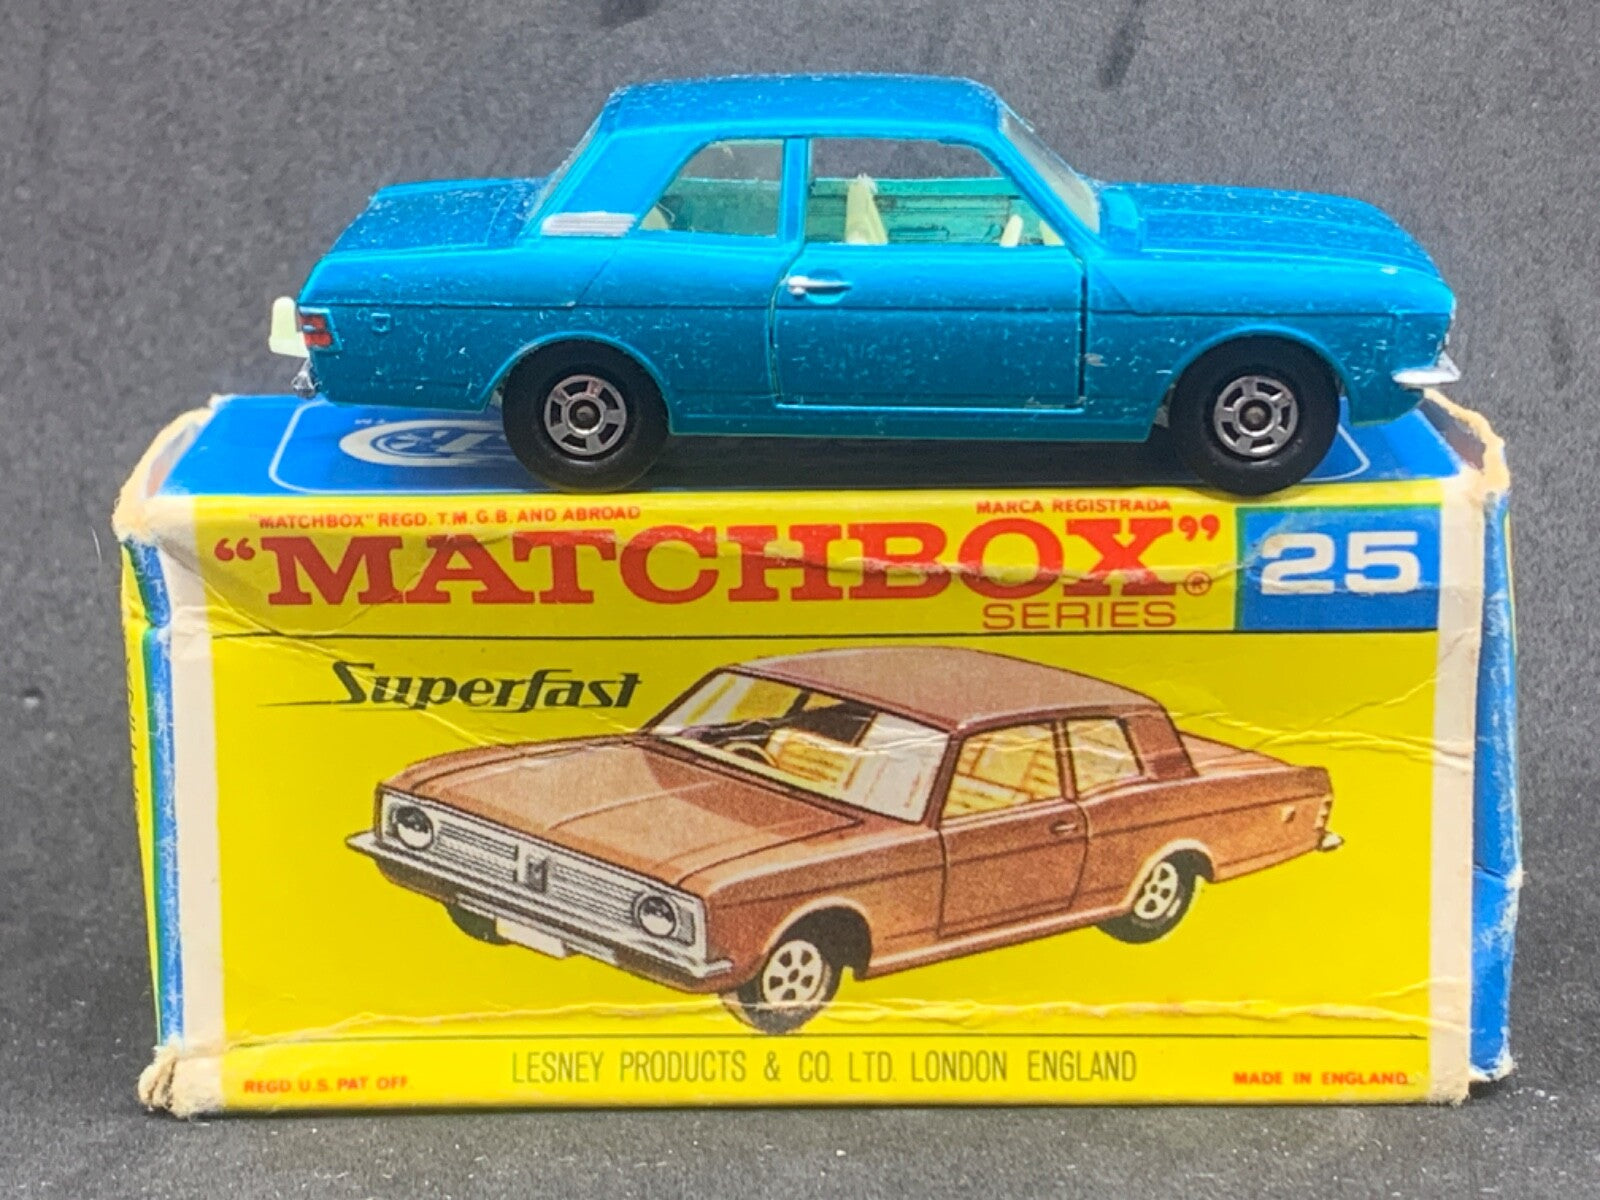 "MATCHBOX" REGD. T.M.G.B. AND ABROAD
MARCA REGISTRADA
"MATCHBOX"®
SERIES
25
Superfast
LESNEY PRODUCTS & CO. LTD. LONDON ENGLAND
REGD. U.S. PAT. OFF.
MADE IN ENGLAND.